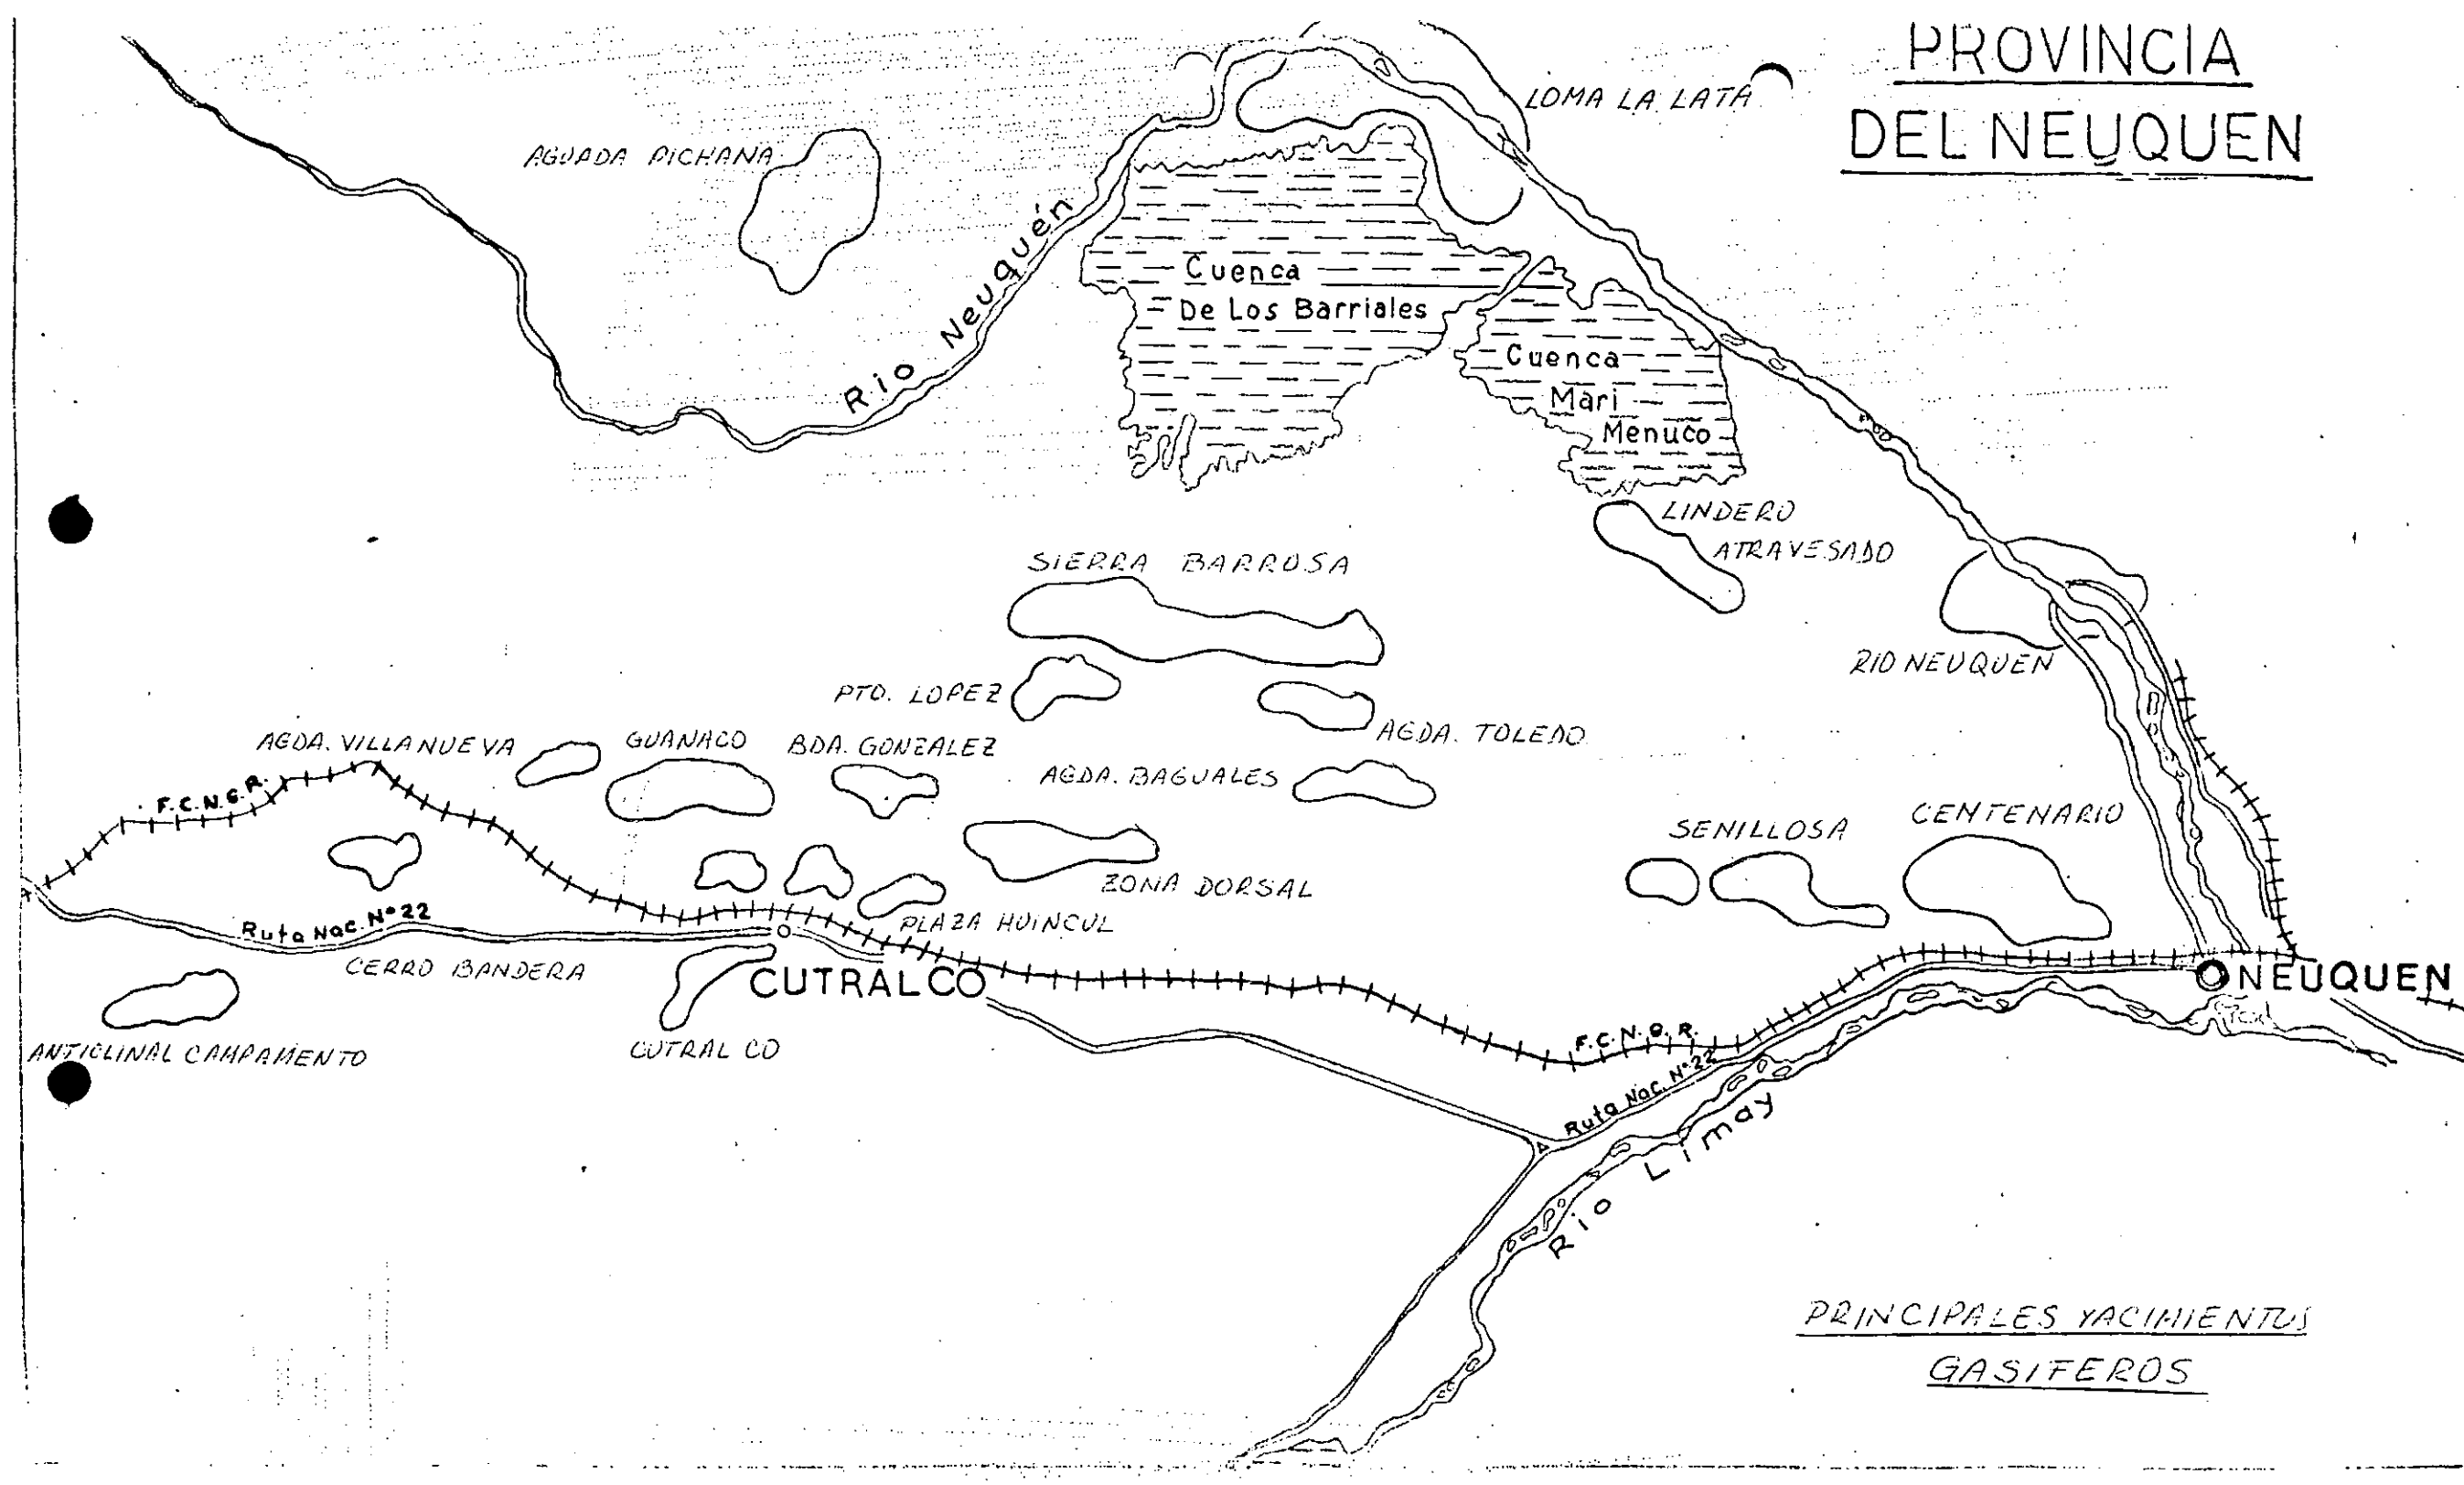 PROVINCIA
DEL NEUQUEN
LOMA LA LATA
AGUADA PICHANA
Rio Neuquén
Cuenca
De Los Barriales
Cuenca
Mari
Menuco
LINDERO
ATRAVESADO
SIERRA BARROSA
RIO NEUQUEN
PTO. LOPEZ
AGDA. TOLEDO
AGDA. VILLANUEVA
GUANACO
BDA. GONZALEZ
AGDA. BAGUALES
F.C.N.G.R.
SENILLOSA
CENTENARIO
ZONA DORSAL
Ruta Nac. N° 22
PLAZA HUINCUL
CERRO BANDERA
CUTRALCO
NEUQUEN
ANTICLINAL CAMPAMENTO
CUTRAL CO
F.C.N.G.R.
Ruta Nac. N° 22
Rio Limay
PRINCIPALES YACIMIENTOS
GASIFEROS